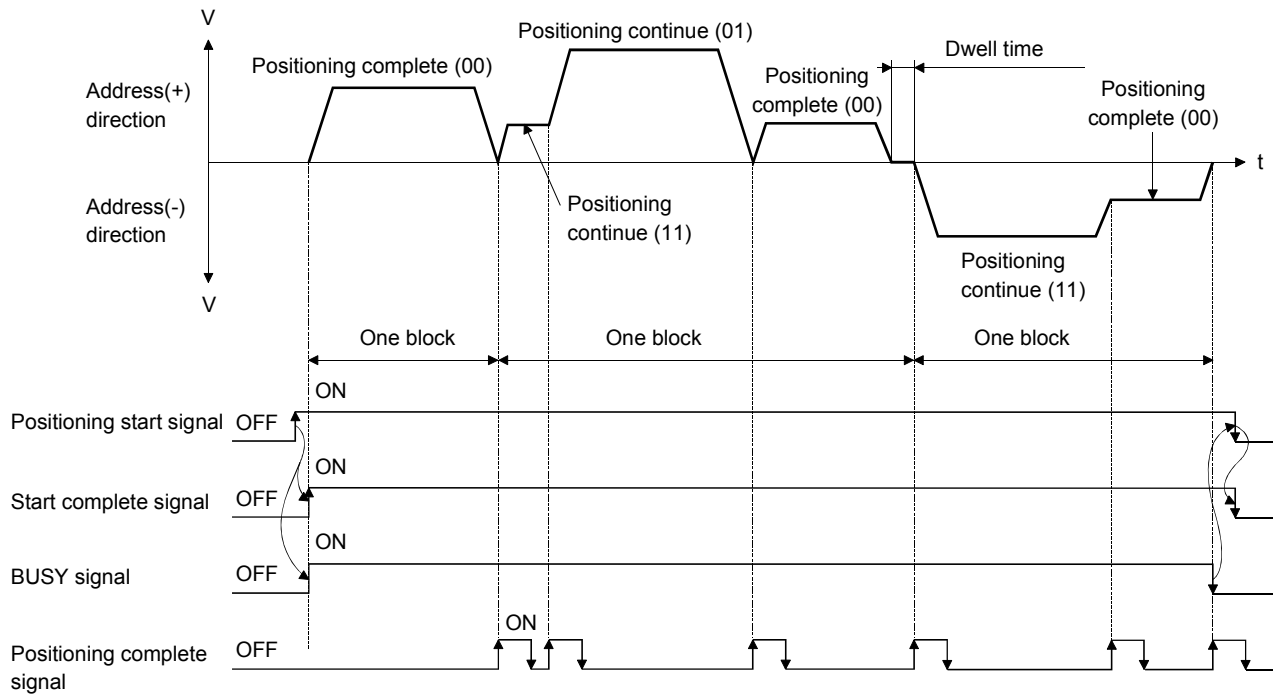 V
Positioning continue (01)
Dwell time
Positioning complete (00)
Positioning
complete (00)
Positioning
complete (00)
Address(+)
direction
t
Address(-)
direction
Positioning
continue (11)
Positioning
continue (11)
V
One block
One block
One block
ON
Positioning start signal
OFF
ON
Start complete signal
OFF
ON
BUSY signal
OFF
ON
Positioning complete
signal
OFF